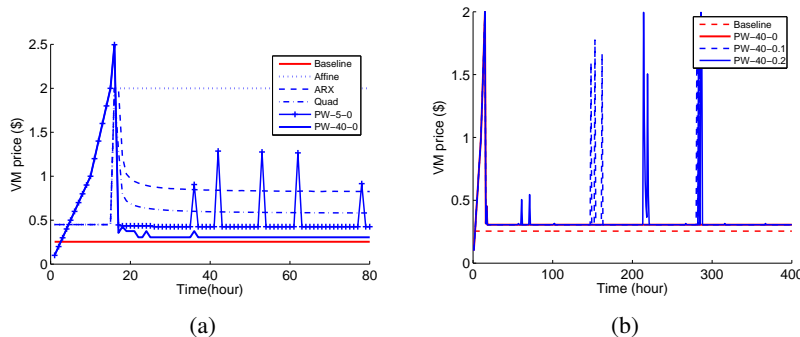 2.5
2
1.5
1
0.5
0
VM price ($)
Baseline
Affine
ARX
Quad
PW-5-0
PW-40-0
0 20 40 60 80
Time(hour)
(a)
2
1.5
1
0.5
0
VM price ($)
Baseline
PW-40-0
PW-40-0.1
PW-40-0.2
0 100 200 300 400
Time (hour)
(b)